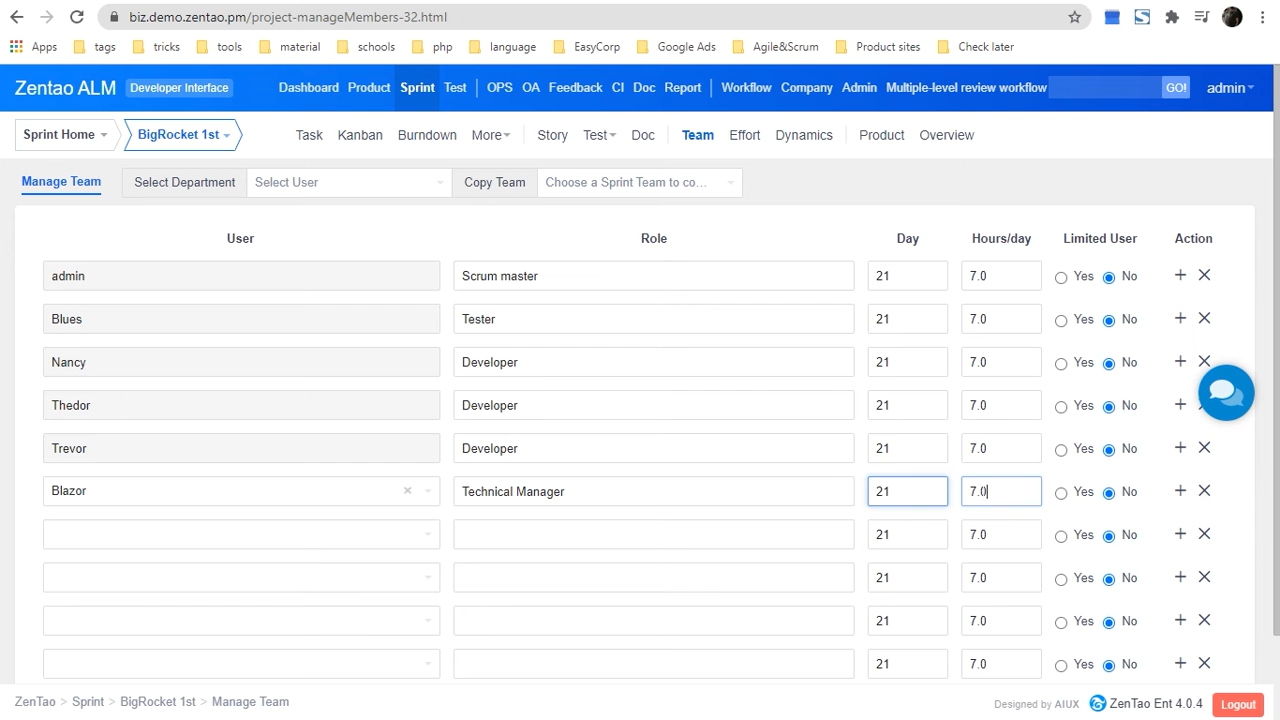 biz.demo.zentao.pm/project-manageMembers-32.html
Apps tags tricks tools material schools php language EasyCorp Google Ads Agile&Scrum Product sites Check later
Zentao ALM Developer Interface Dashboard Product Sprint Test OPS OA Feedback CI Doc Report Workflow Company Admin Multiple-level review workflow GO! admin
Sprint Home BigRocket 1st Task Kanban Burndown More Story Test Doc Team Effort Dynamics Product Overview
Manage Team Select Department Select User Copy Team Choose a Sprint Team to co...
User Role Day Hours/day Limited User Action
admin Scrum master 21 7.0 Yes No
Blues Tester 21 7.0 Yes No
Nancy Developer 21 7.0 Yes No
Thedor Developer 21 7.0 Yes No
Trevor Developer 21 7.0 Yes No
Blazor Technical Manager 21 7.0 Yes No
21 7.0 Yes No
21 7.0 Yes No
21 7.0 Yes No
21 7.0 Yes No
ZenTao > Sprint > BigRocket 1st > Manage Team Designed by AIUX ZenTao Ent 4.0.4 Logout